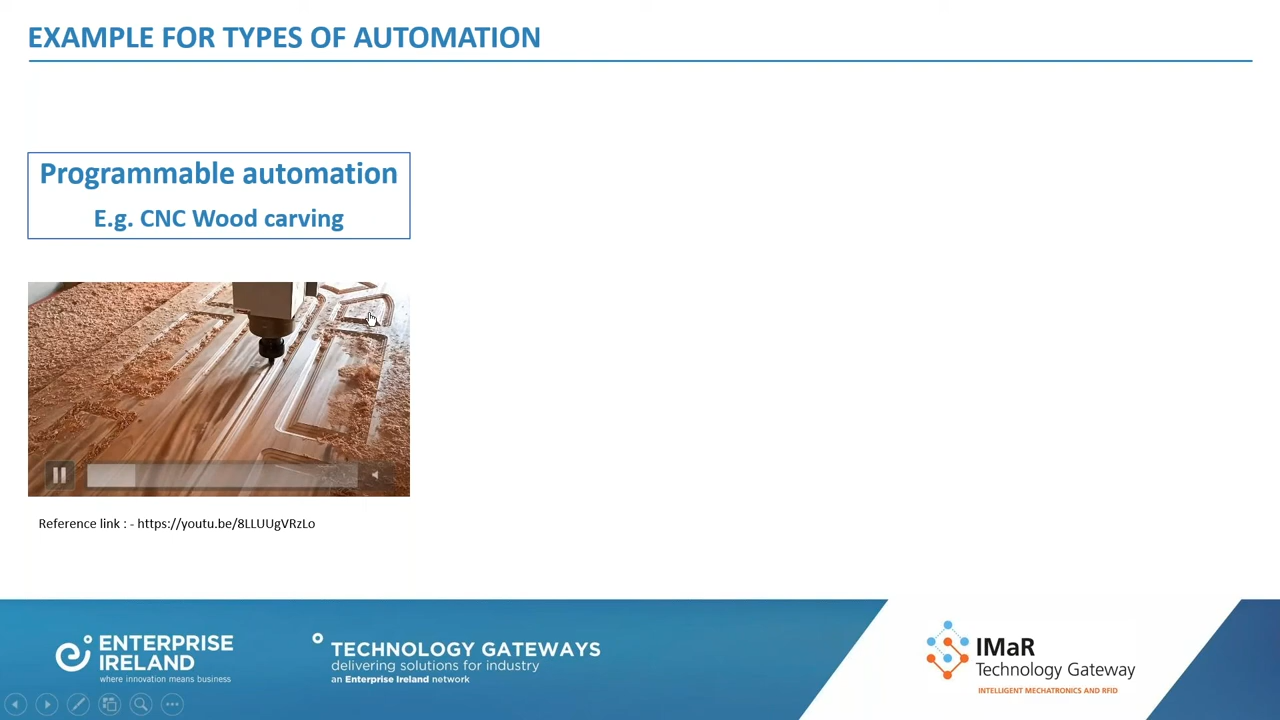 EXAMPLE FOR TYPES OF AUTOMATION
Programmable automation
E.g. CNC Wood carving
Reference link : - https://youtu.be/8LLUUgVRzLo
ENTERPRISE
IRELAND
where innovation means business
TECHNOLOGY GATEWAYS
delivering solutions for industry
an Enterprise Ireland network
IMaR
Technology Gateway
INTELLIGENT MECHATRONICS AND RFID